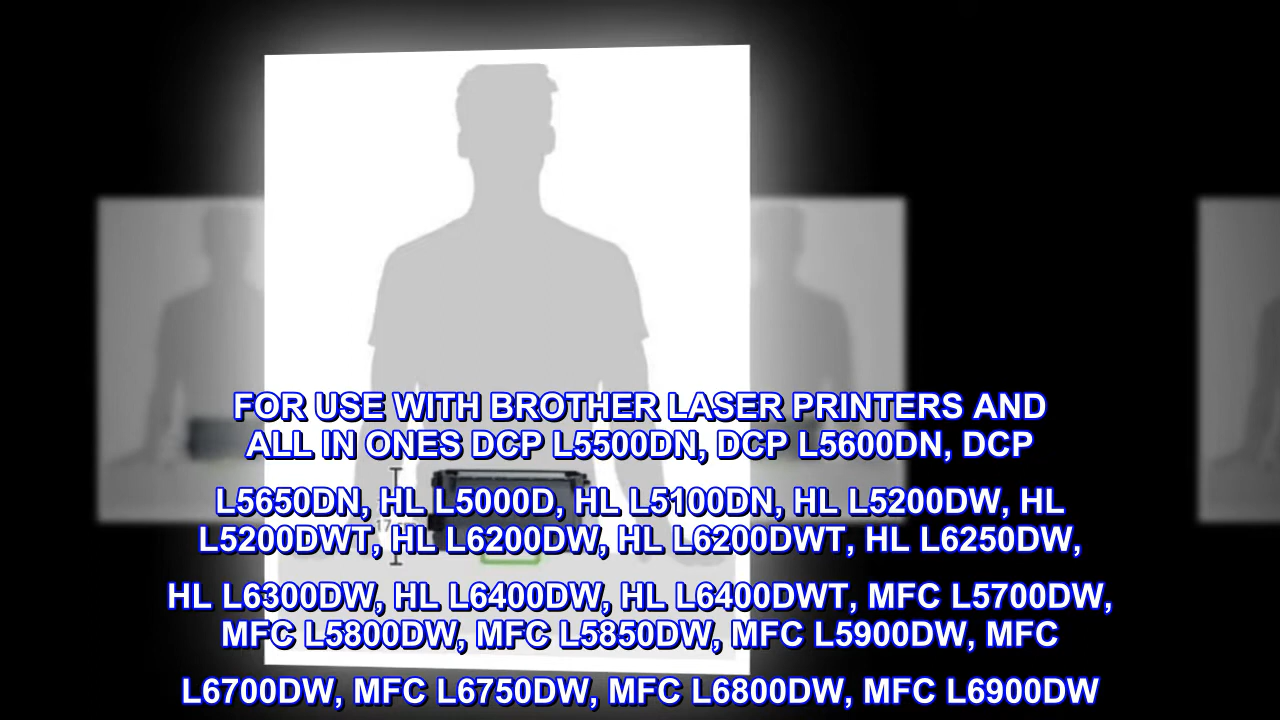 FOR USE WITH BROTHER LASER PRINTERS AND
ALL IN ONES DCP L5500DN, DCP L5600DN, DCP
L5650DN, HL L5000D, HL L5100DN, HL L5200DW, HL
L5200DWT, HL L6200DW, HL L6200DWT, HL L6250DW,
HL L6300DW, HL L6400DW, HL L6400DWT, MFC L5700DW,
MFC L5800DW, MFC L5850DW, MFC L5900DW, MFC
L6700DW, MFC L6750DW, MFC L6800DW, MFC L6900DW